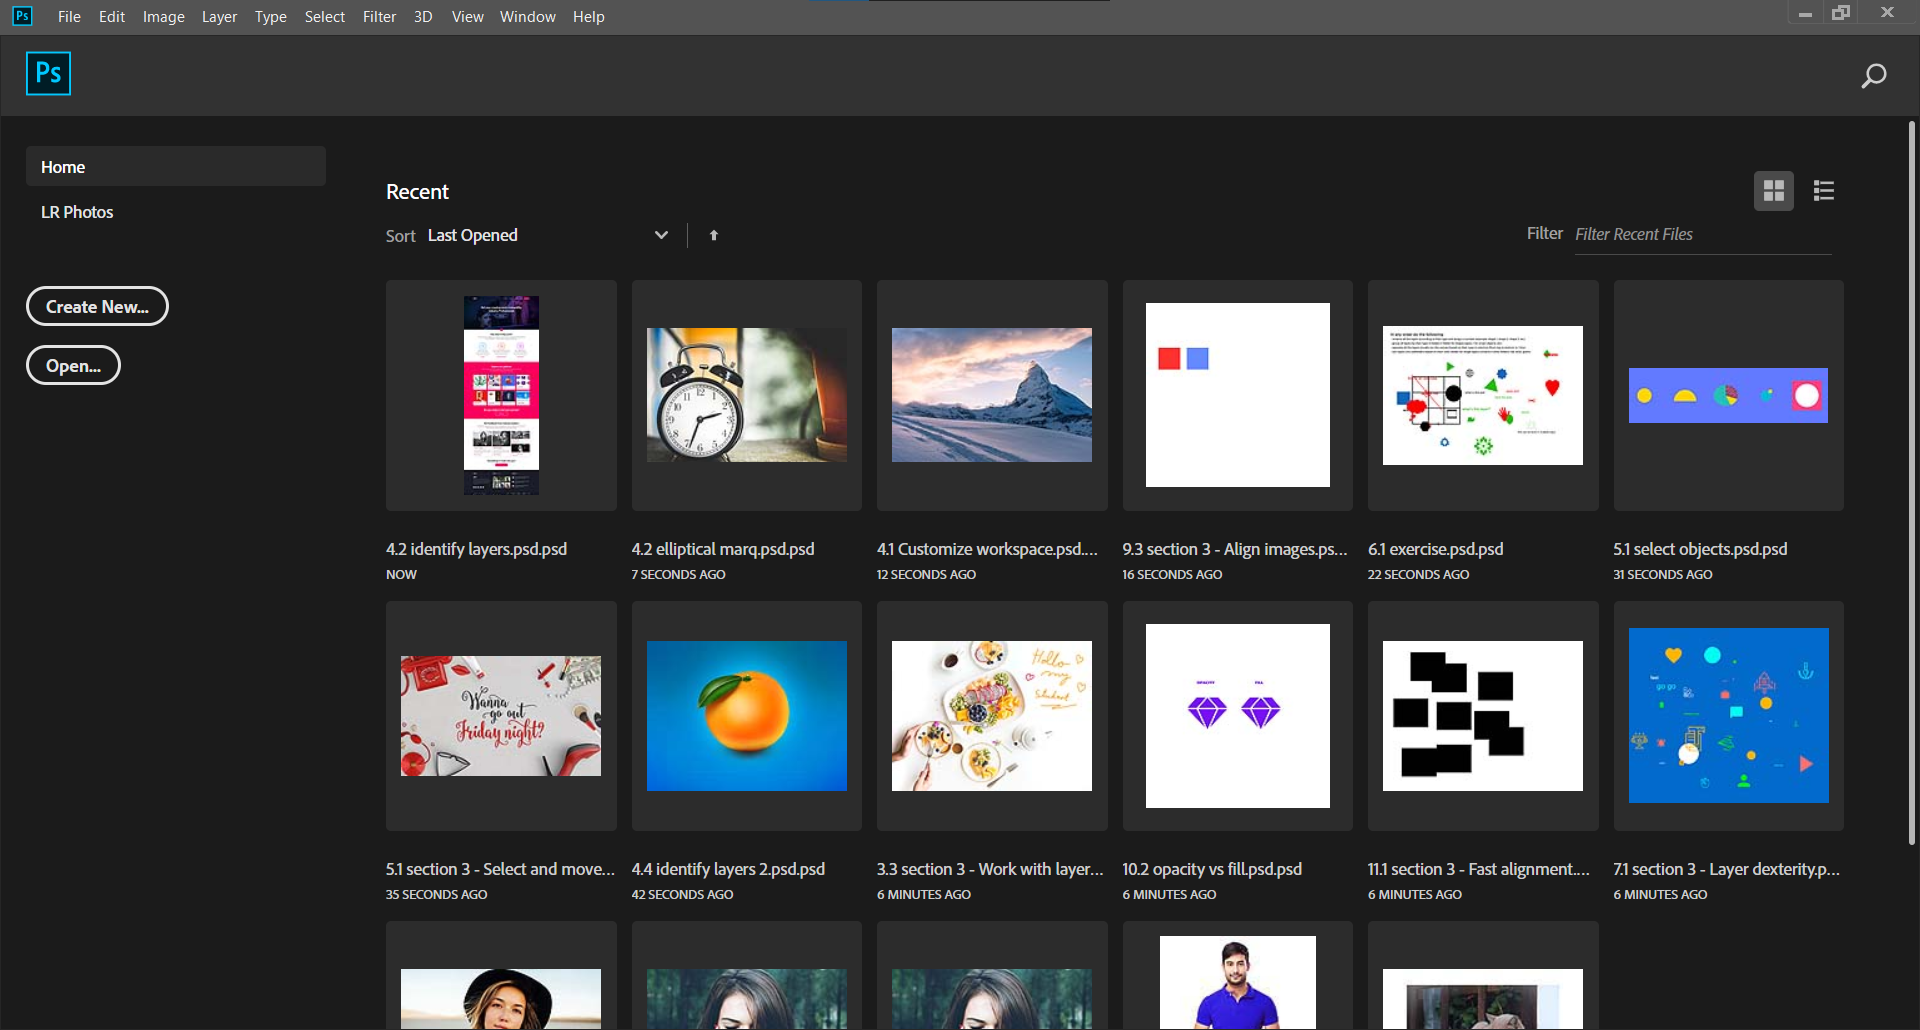 Ps File Edit Image Layer Type Select Filter 3D View Window Help
Ps
Home
LR Photos
Create New...
Open...
Recent
Sort Last Opened
Filter Filter Recent Files
4.2 identify layers.psd.psd
NOW
4.2 elliptical marq.psd.psd
7 SECONDS AGO
4.1 Customize workspace.psd....
12 SECONDS AGO
9.3 section 3 - Align images.ps...
16 SECONDS AGO
6.1 exercise.psd.psd
22 SECONDS AGO
5.1 select objects.psd.psd
31 SECONDS AGO
Wanna
go out
Friday night?
Hello
my
Student
OPACITY
FILL
5.1 section 3 - Select and move...
35 SECONDS AGO
4.4 identify layers 2.psd.psd
42 SECONDS AGO
3.3 section 3 - Work with layer...
6 MINUTES AGO
10.2 opacity vs fill.psd.psd
6 MINUTES AGO
11.1 section 3 - Fast alignment....
6 MINUTES AGO
7.1 section 3 - Layer dexterity.p...
6 MINUTES AGO